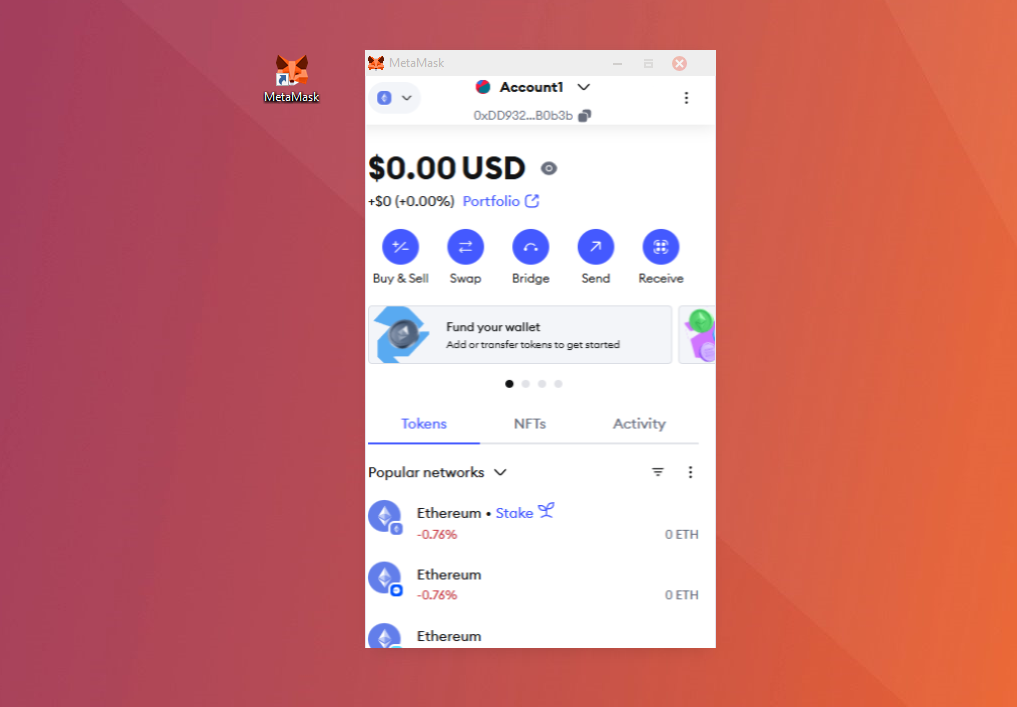 MetaMask
MetaMask
Account1
0xDD932...B0b3b
$0.00 USD
+$0 (+0.00%) Portfolio
Buy & Sell Swap Bridge Send Receive
Fund your wallet
Add or transfer tokens to get started
Tokens NFTs Activity
Popular networks
Ethereum • Stake
-0.76% 0 ETH
Ethereum
-0.76% 0 ETH
Ethereum